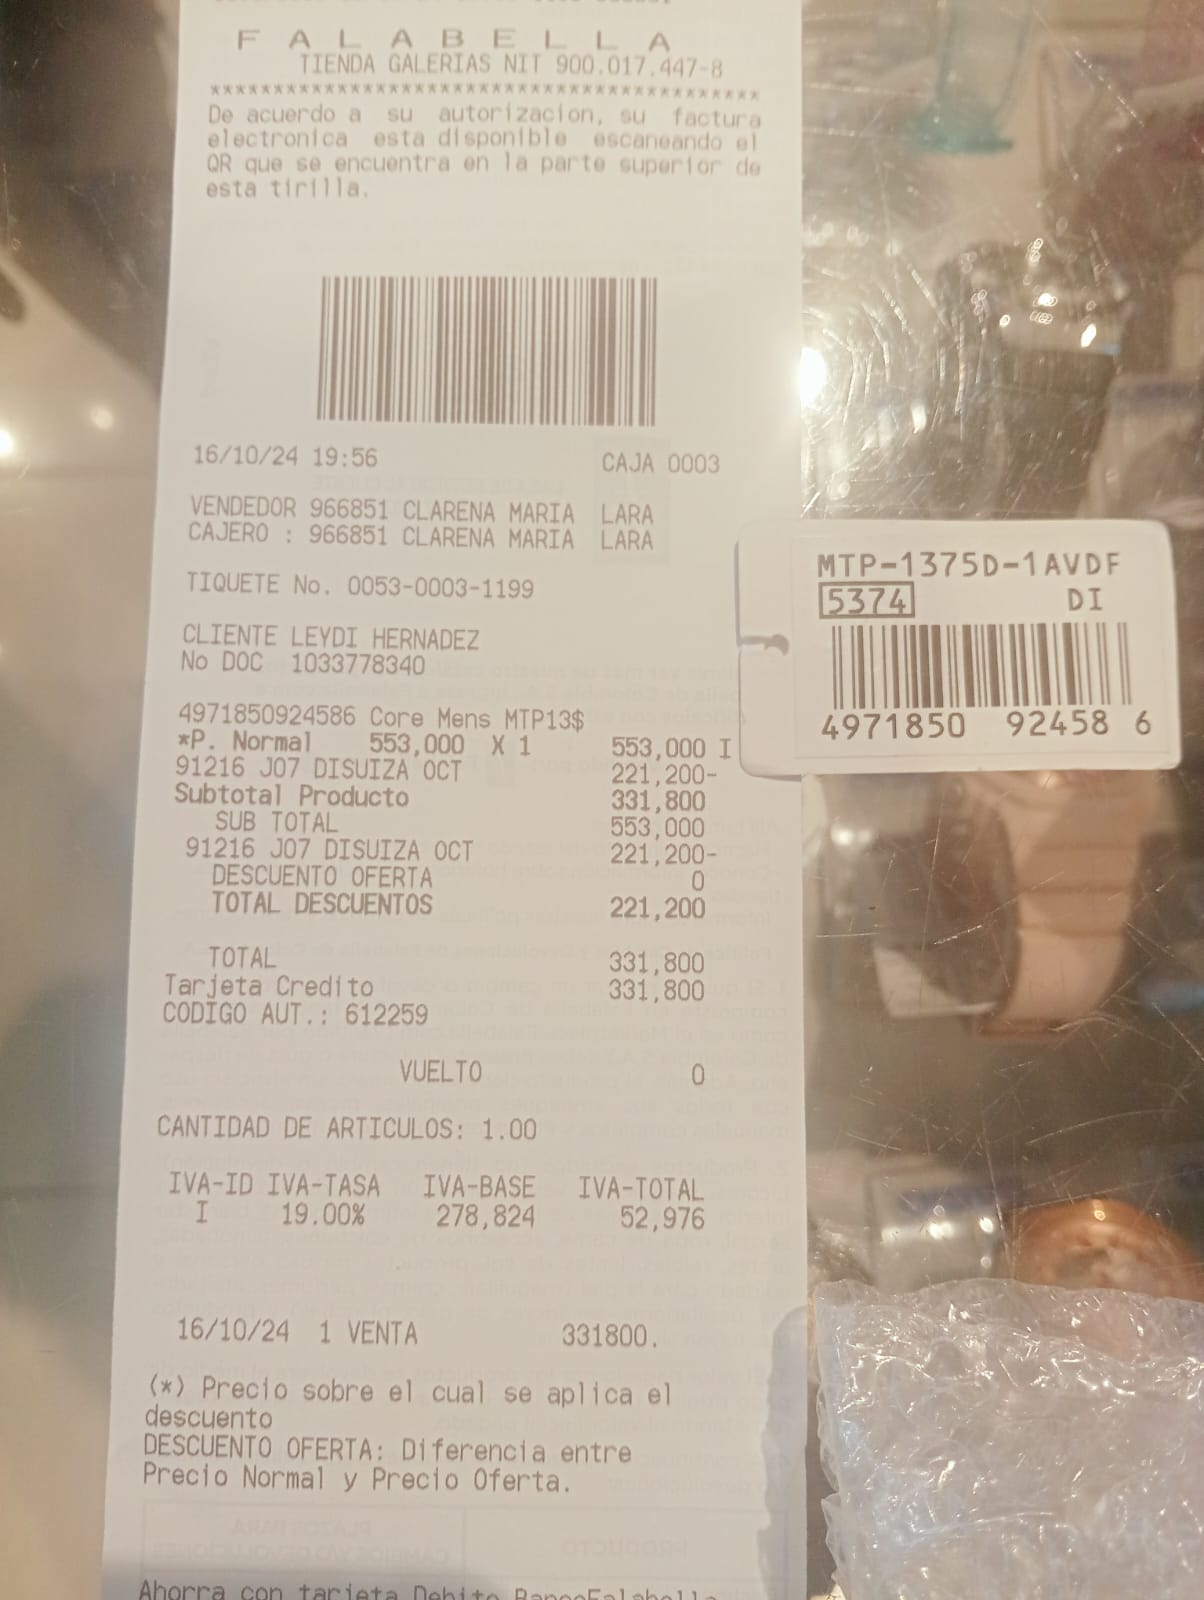 F A L A B E L L A
TIENDA GALERIAS NIT 900.017.447-8
*******************************************
De acuerdo a su autorizacion, su factura
electronica esta disponible escaneando el
QR que se encuentra en la parte superior de
esta tirilla.
16/10/24 19:56 CAJA 0003
VENDEDOR 966851 CLARENA MARIA LARA
CAJERO : 966851 CLARENA MARIA LARA
TIQUETE No. 0053-0003-1199
CLIENTE LEYDI HERNADEZ
No DOC 1033778340
4971850924586 Core Mens MTP13$
*P. Normal 553,000 X 1 553,000 I
91216 J07 DISUIZA OCT 221,200-
Subtotal Producto 331,800
SUB TOTAL 553,000
91216 J07 DISUIZA OCT 221,200-
DESCUENTO OFERTA 0
TOTAL DESCUENTOS 221,200
TOTAL 331,800
Tarjeta Credito 331,800
CODIGO AUT.: 612259
VUELTO 0
CANTIDAD DE ARTICULOS: 1.00
IVA-ID IVA-TASA IVA-BASE IVA-TOTAL
I 19.00% 278,824 52,976
16/10/24 1 VENTA 331800.
(*) Precio sobre el cual se aplica el
descuento
DESCUENTO OFERTA: Diferencia entre
Precio Normal y Precio Oferta.
Ahorra con tarjeta Debito BancoFalabella
MTP-1375D-1AVDF
5374 DI
4971850 92458 6